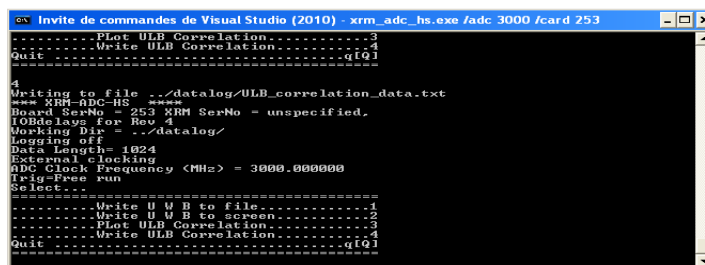 Invite de commandes de Visual Studio (2010) - xrm_adc_hs.exe /adc 3000 /card 253
..........PLot ULB Correlation............3
..........Write ULB Correlation...........4
Quit ..................................q[Q]
===========================================
4
Writing to file ../datalog/ULB_correlation_data.txt
*** XRM-ADC-HS  ****
Board SerNo = 253 XRM SerNo = unspecified,
IOBdelays for Rev 4
Working Dir = ../datalog/
Logging off
Data Length= 1024
External clocking
ADC Clock Frequency (MHz) = 3000.000000
Trig=Free run
Select...
===========================================
..........Write U W B to file.............1
..........Write U W B to screen...........2
..........PLot ULB Correlation............3
..........Write ULB Correlation...........4
Quit ..................................q[Q]
===========================================